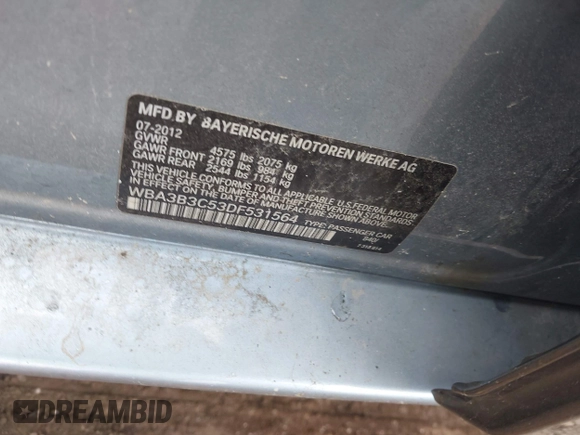 MFD.BY BAYERISCHE MOTOREN WERKE AG
07-2012
GVWR 4575 lbs 2075 kg
GAWR FRONT 2169 lbs 984 kg
GAWR REAR 2544 lbs 1154 kg
THIS VEHICLE CONFORMS TO ALL APPLICABLE U.S. FEDERAL MOTOR
VEHICLE SAFETY, BUMPER, AND THEFT PREVENTION STANDARDS
IN EFFECT ON THE DATE OF MANUFACTURE SHOWN ABOVE.
WBA3B3C53DF531564 TYPE: PASSENGER CAR
DREAMBID